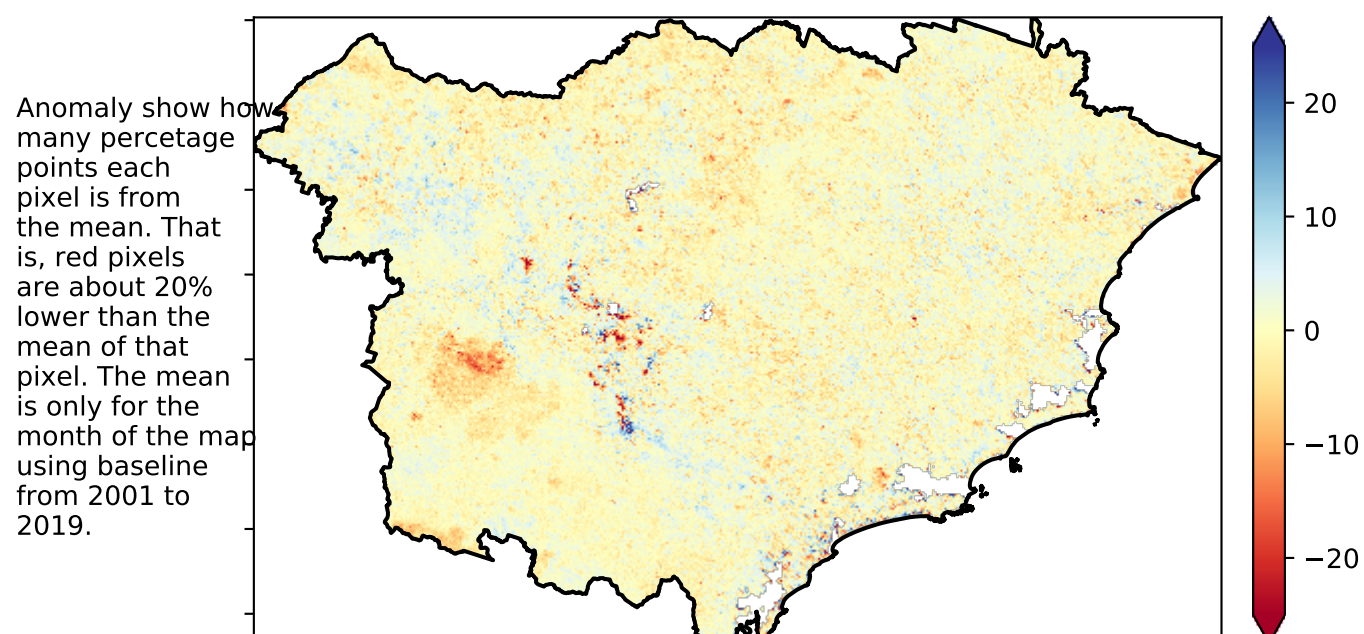 Anomaly show how
many percetage
points each
pixel is from
the mean. That
is, red pixels
are about 20%
lower than the
mean of that
pixel. The mean
is only for the
month of the map
using baseline
from 2001 to
2019.
20
10
0
−10
−20